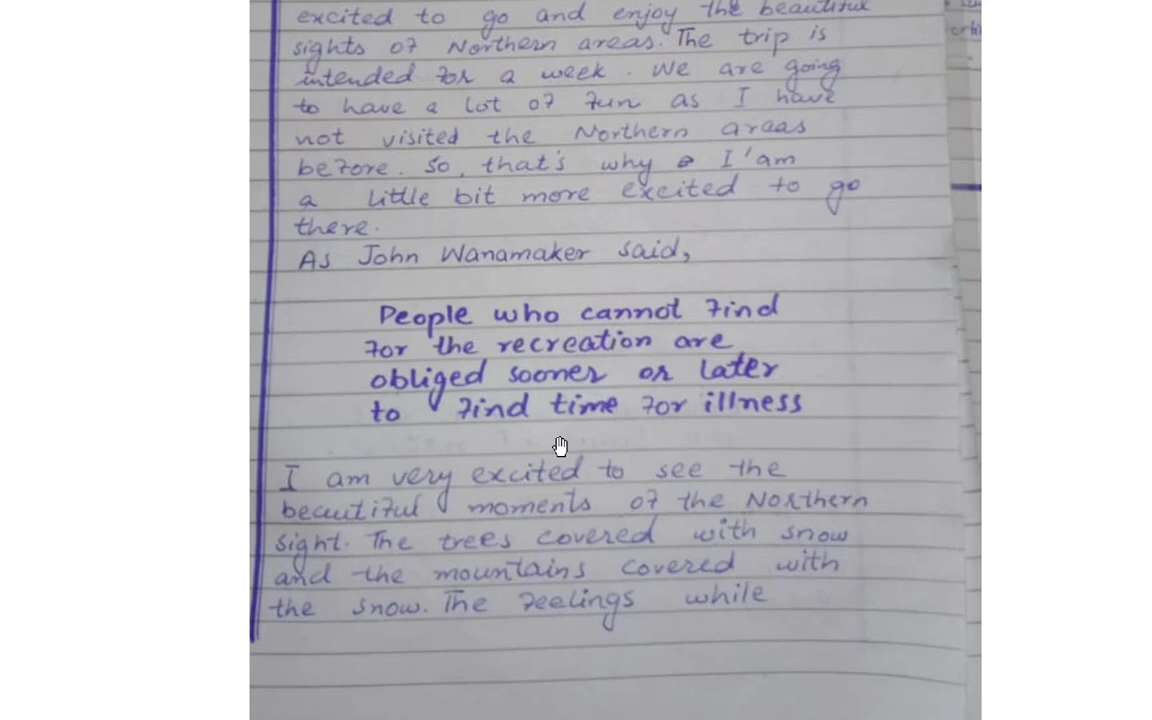 excited to go and enjoy the beautiful
sights of Northern areas. The trip is
intended for a week. We are going
to have a lot of fun as I have
not visited the Northern araas
before. So, that's why I'am
a little bit more excited to go
there.
As John Wanamaker said,
People who cannot find
for the recreation are
obliged sooner or later
to find time for illness
I am very excited to see the
beautiful moments of the Northern
sight. The trees covered with snow
and the mountains covered with
the snow. The feelings while